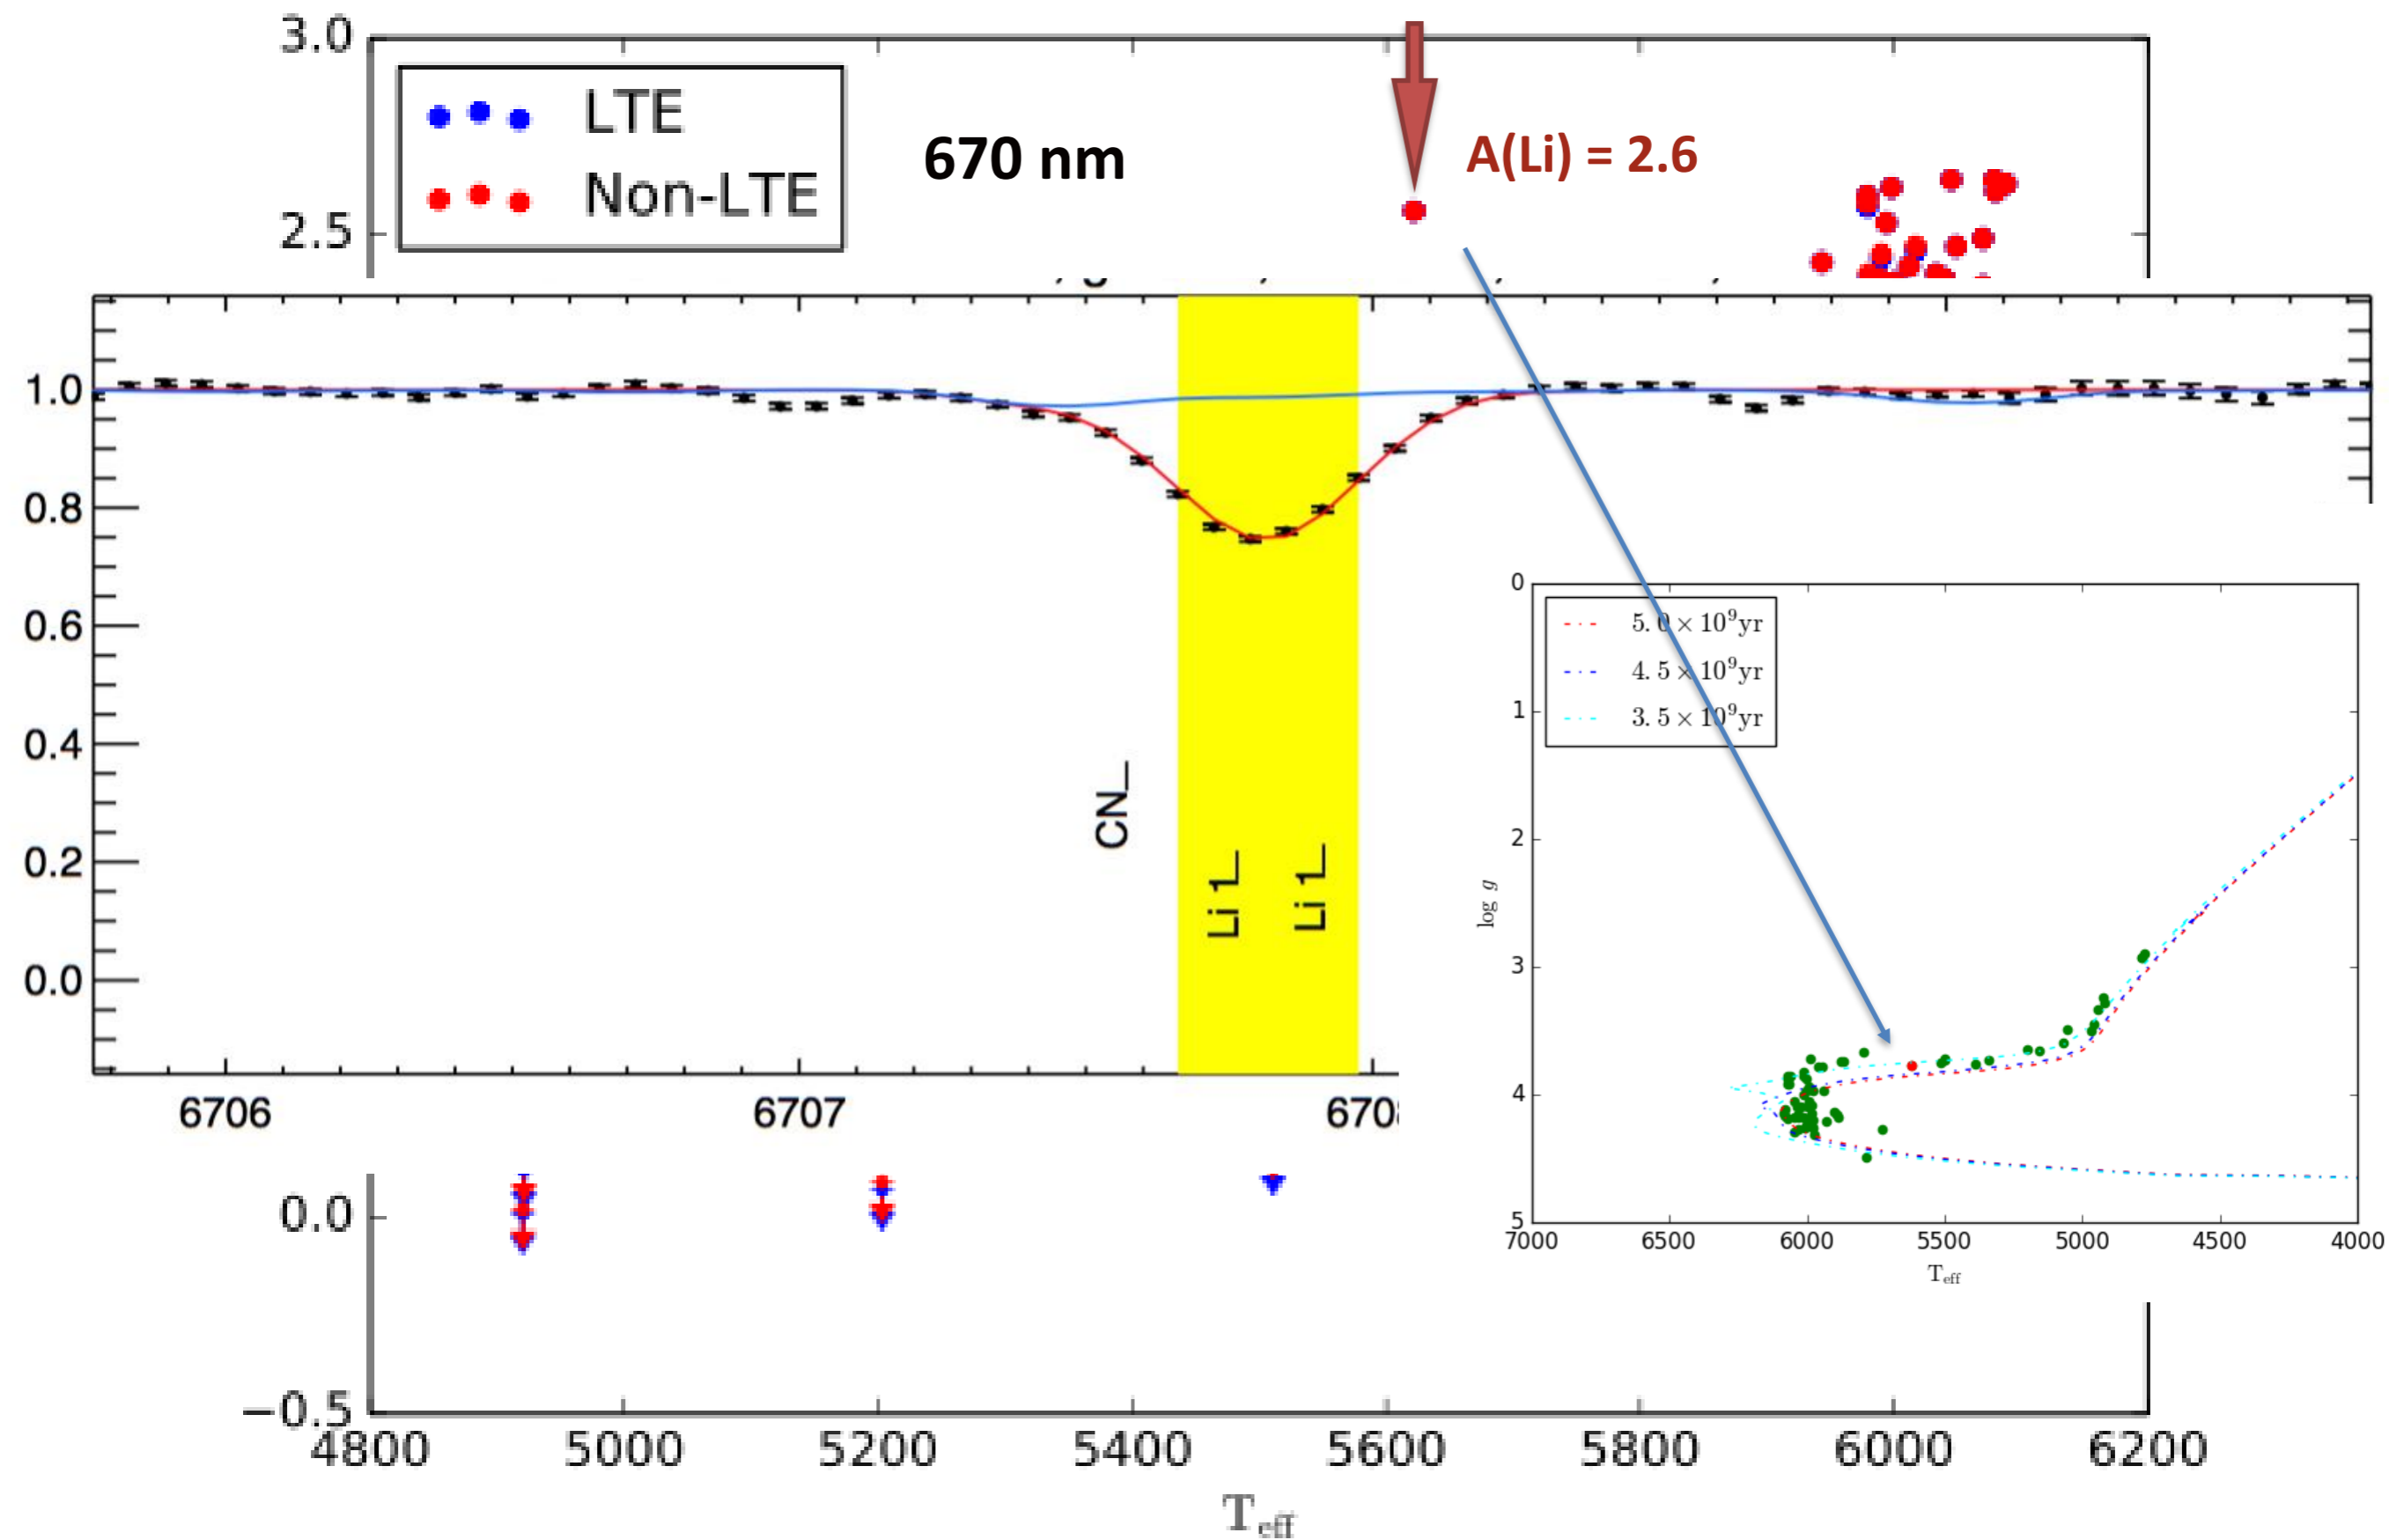 3.0
LTE
670 nm
A(Li) = 2.6
Non-LTE
2.5
1.0
0.8
0.6
0.4
0.2
0.0
CN
Li 1
Li 1
6706
6707
0
5.0 × 10⁹yr
4.5 × 10⁹yr
3.5 × 10⁹yr
1
2
log g
3
4
5
7000 6500 6000 5500 5000 4500 4000
T_eff
0.0
−0.5
4800 5000 5200 5400 5600 5800 6000 6200
T_eff